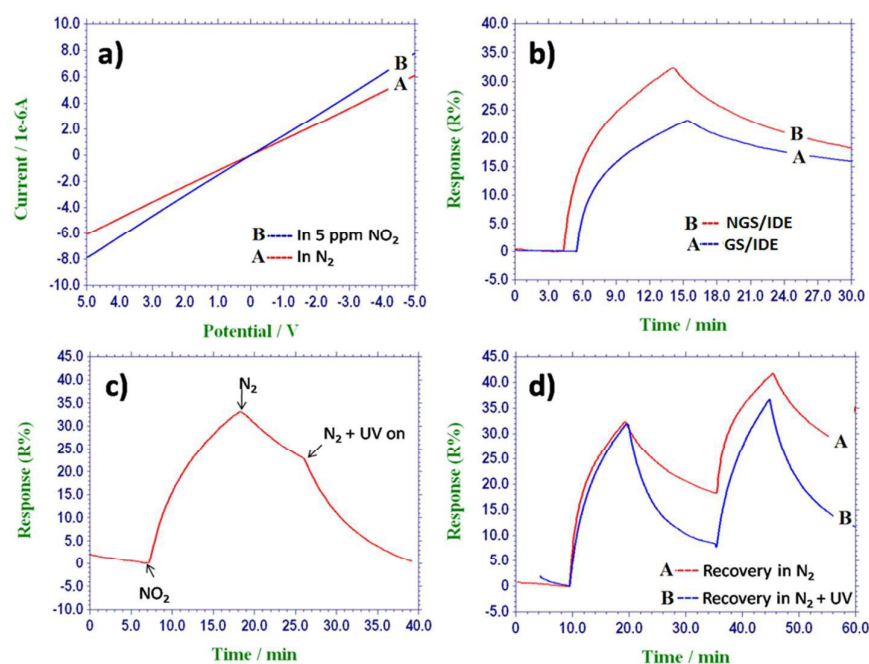 a)
Current / 1e-6A
10.0
8.0
6.0
4.0
2.0
0
-2.0
-4.0
-6.0
-8.0
-10.0
B
A
B In 5 ppm NO₂
A In N₂
5.0 4.0 3.0 2.0 1.0 0 -1.0 -2.0 -3.0 -4.0 -5.0
Potential / V
b)
Response (R%)
40.0
35.0
30.0
25.0
20.0
15.0
10.0
5.0
0
-5.0
B
A
B NGS/IDE
A GS/IDE
0 3.0 6.0 9.0 12.0 15.0 18.0 21.0 24.0 27.0 30.0
Time / min
c)
Response (R%)
45.0
40.0
35.0
30.0
25.0
20.0
15.0
10.0
5.0
0
-5.0
-10.0
N₂
N₂ + UV on
NO₂
0 10.0 20.0 30.0 40.0
Time / min
d)
Response (R%)
45.0
40.0
35.0
30.0
25.0
20.0
15.0
10.0
5.0
0
-5.0
A
B
A Recovery in N₂
B Recovery in N₂ + UV
0 10.0 20.0 30.0 40.0 50.0 60.0
Time / min